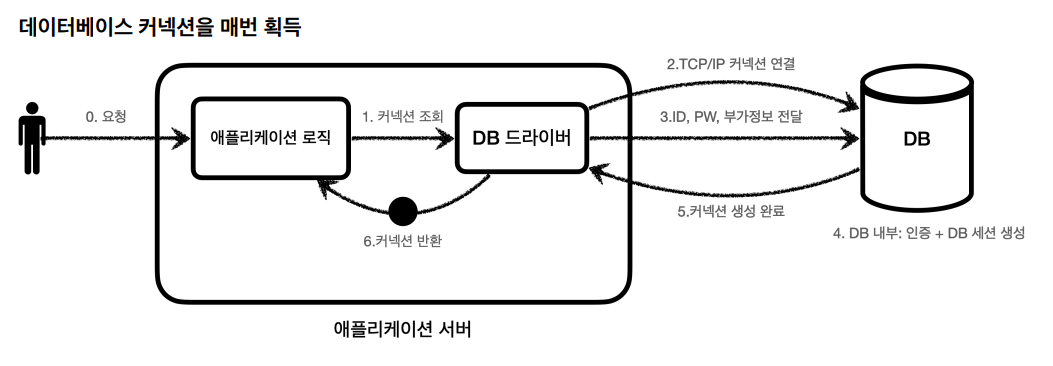 데이터베이스 커넥션을 매번 획득
2.TCP/IP 커넥션 연결
0. 요청
1. 커넥션 조회
3.ID, PW, 부가정보 전달
애플리케이션 로직
DB 드라이버
DB
5.커넥션 생성 완료
4. DB 내부: 인증 + DB 세션 생성
6.커넥션 반환
애플리케이션 서버